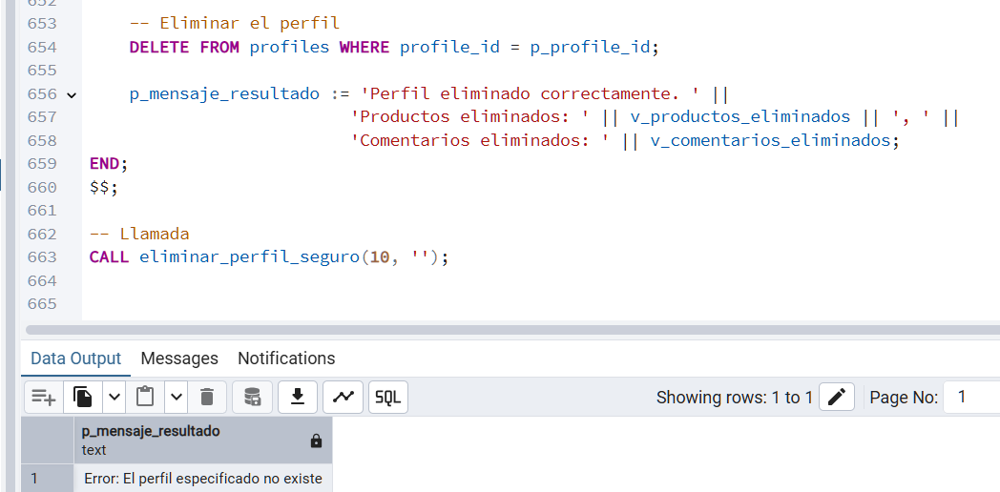 652
653 -- Eliminar el perfil
654 DELETE FROM profiles WHERE profile_id = p_profile_id;
655
656 p_mensaje_resultado := 'Perfil eliminado correctamente. ' ||
657 'Productos eliminados: ' || v_productos_eliminados || ', ' ||
658 'Comentarios eliminados: ' || v_comentarios_eliminados;
659 END;
660 $$;
661
662 -- Llamada
663 CALL eliminar_perfil_seguro(10, '');
664
665
Data Output Messages Notifications
SQL Showing rows: 1 to 1 Page No: 1
p_mensaje_resultado
text
1 Error: El perfil especificado no existe